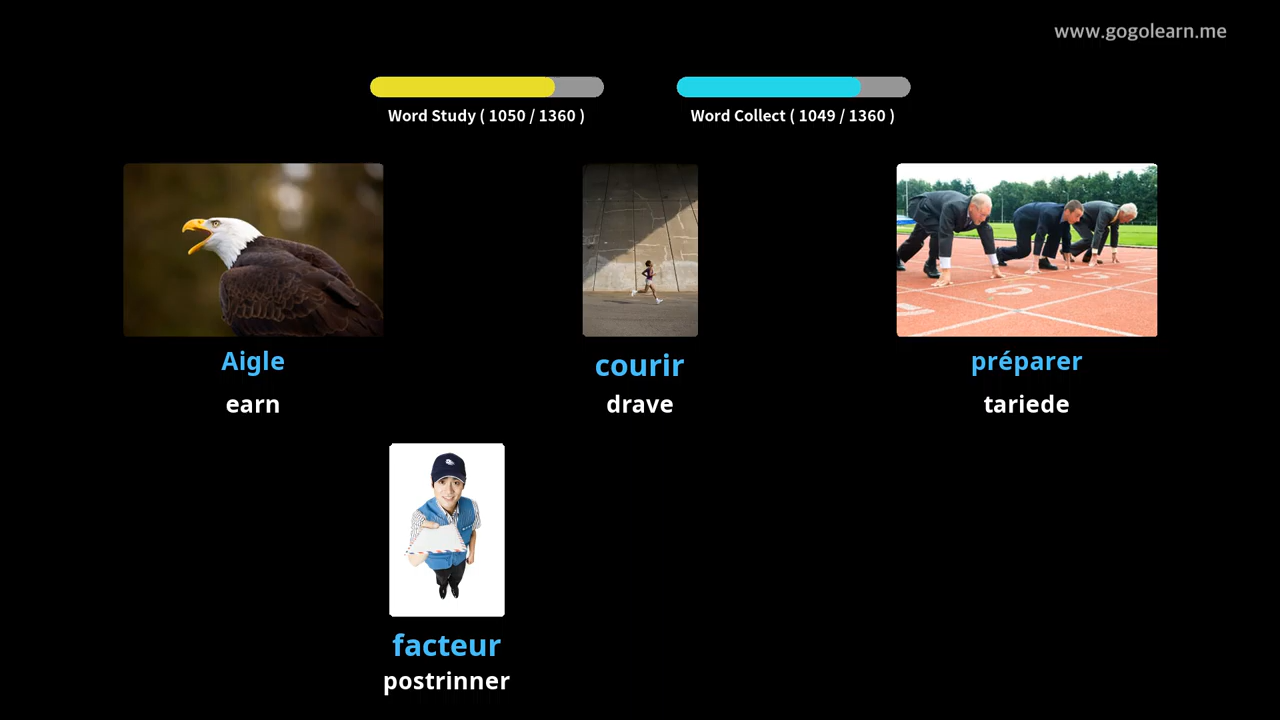 www.gogolearn.me
Word Study ( 1050 / 1360 )
Word Collect ( 1049 / 1360 )
Aigle
earn
courir
drave
préparer
tariede
facteur
postrinner